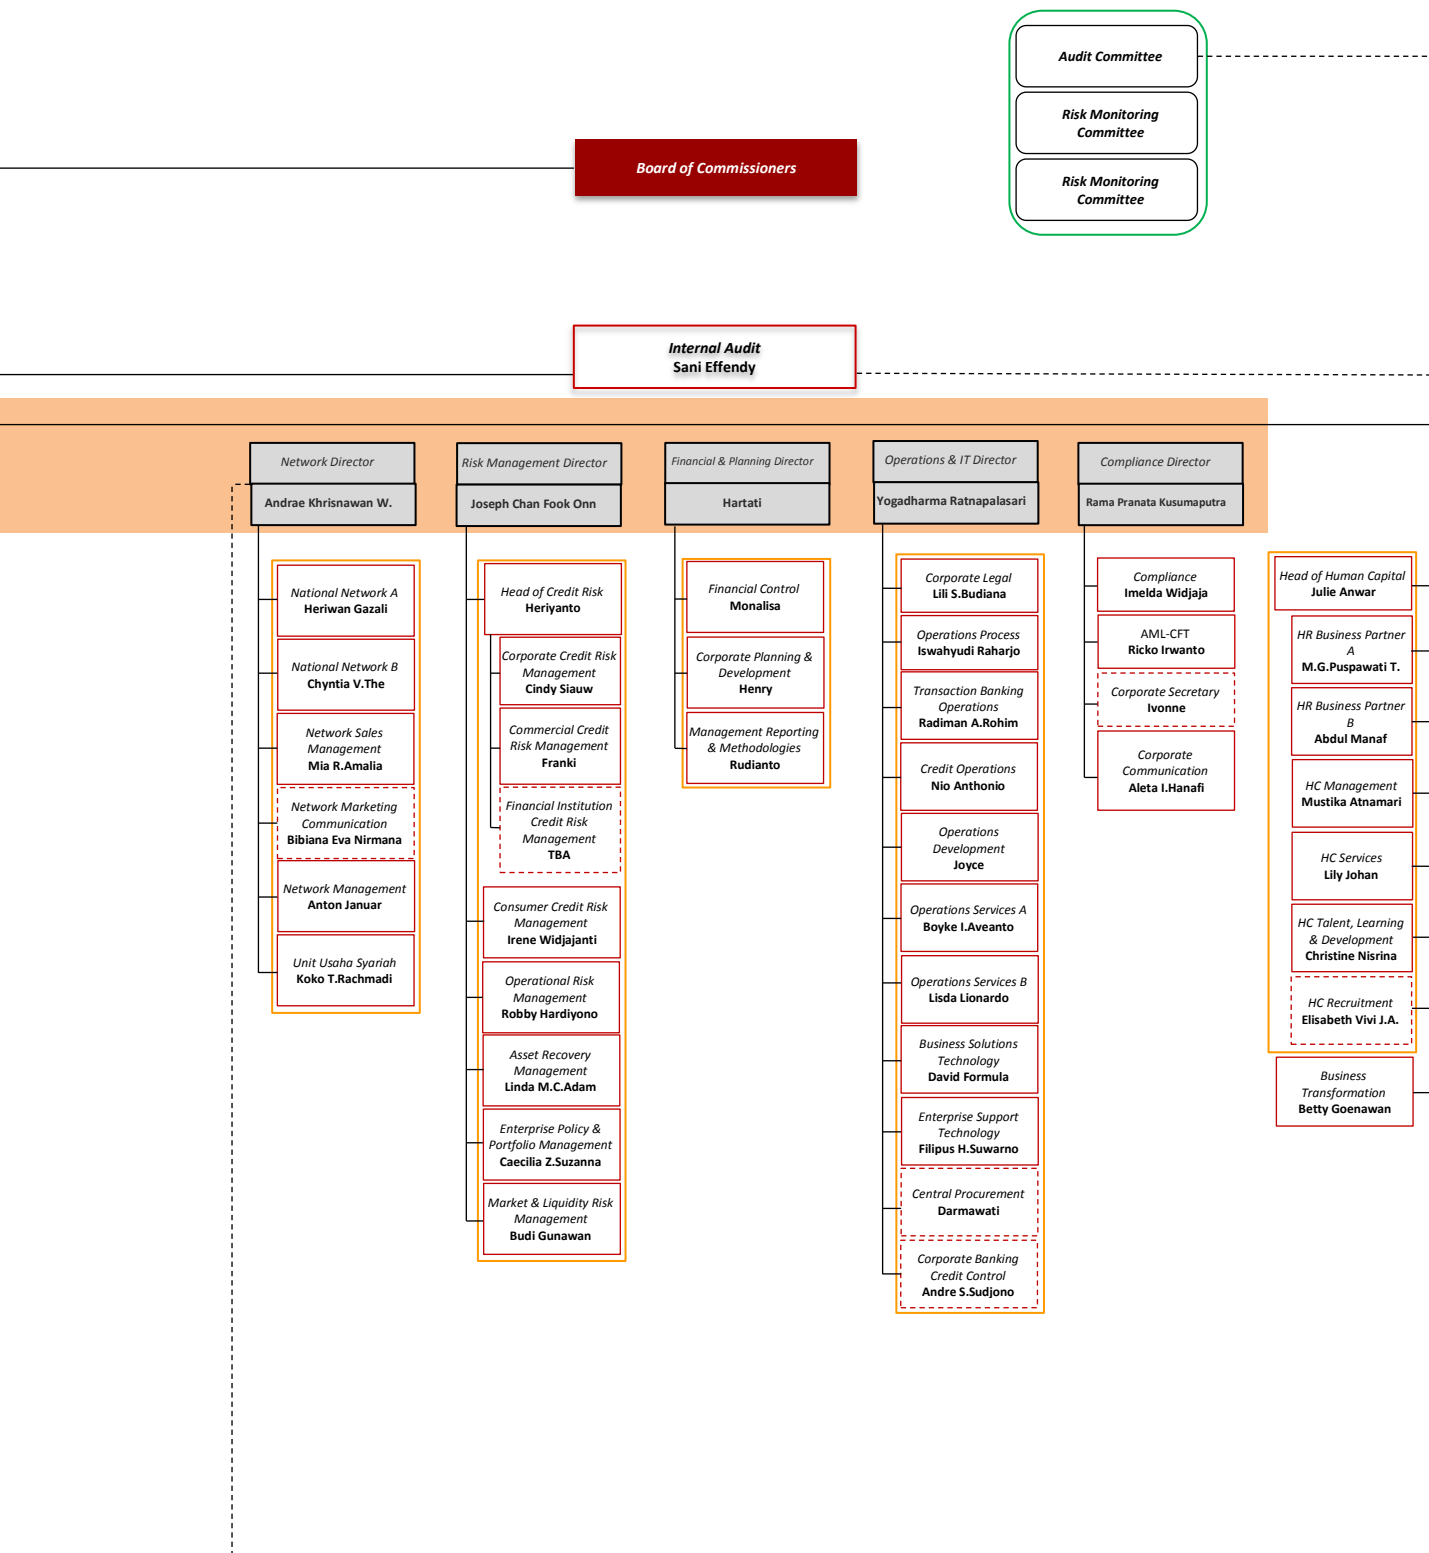 Audit Committee
Risk Monitoring
Committee
Risk Monitoring
Committee
Board of Commissioners
Internal Audit
Sani Effendy
Network Director
Andrae Khrisnawan W.
National Network A
Heriwan Gazali
National Network B
Chyntia V.The
Network Sales
Management
Mia R.Amalia
Network Marketing
Communication
Bibiana Eva Nirmana
Network Management
Anton Januar
Unit Usaha Syariah
Koko T.Rachmadi
Risk Management Director
Joseph Chan Fook Onn
Head of Credit Risk
Heriyanto
Corporate Credit Risk
Management
Cindy Siauw
Commercial Credit
Risk Management
Franki
Financial Institution
Credit Risk
Management
TBA
Consumer Credit Risk
Management
Irene Widjajanti
Operational Risk
Management
Robby Hardiyono
Asset Recovery
Management
Linda M.C.Adam
Enterprise Policy &
Portfolio Management
Caecilia Z.Suzanna
Market & Liquidity Risk
Management
Budi Gunawan
Financial & Planning Director
Hartati
Financial Control
Monalisa
Corporate Planning &
Development
Henry
Management Reporting
& Methodologies
Rudianto
Operations & IT Director
Yogadharma Ratnapalasari
Corporate Legal
Lili S.Budiana
Operations Process
Iswahyudi Raharjo
Transaction Banking
Operations
Radiman A.Rohim
Credit Operations
Nio Anthonio
Operations
Development
Joyce
Operations Services A
Boyke I.Aveanto
Operations Services B
Lisda Lionardo
Business Solutions
Technology
David Formula
Enterprise Support
Technology
Filipus H.Suwarno
Central Procurement
Darmawati
Corporate Banking
Credit Control
Andre S.Sudjono
Compliance Director
Rama Pranata Kusumaputra
Compliance
Imelda Widjaja
AML-CFT
Ricko Irwanto
Corporate Secretary
Ivonne
Corporate
Communication
Aleta I.Hanafi
Head of Human Capital
Julie Anwar
HR Business Partner
A
M.G.Puspawati T.
HR Business Partner
B
Abdul Manaf
HC Management
Mustika Atnamari
HC Services
Lily Johan
HC Talent, Learning
& Development
Christine Nisrina
HC Recruitment
Elisabeth Vivi J.A.
Business
Transformation
Betty Goenawan